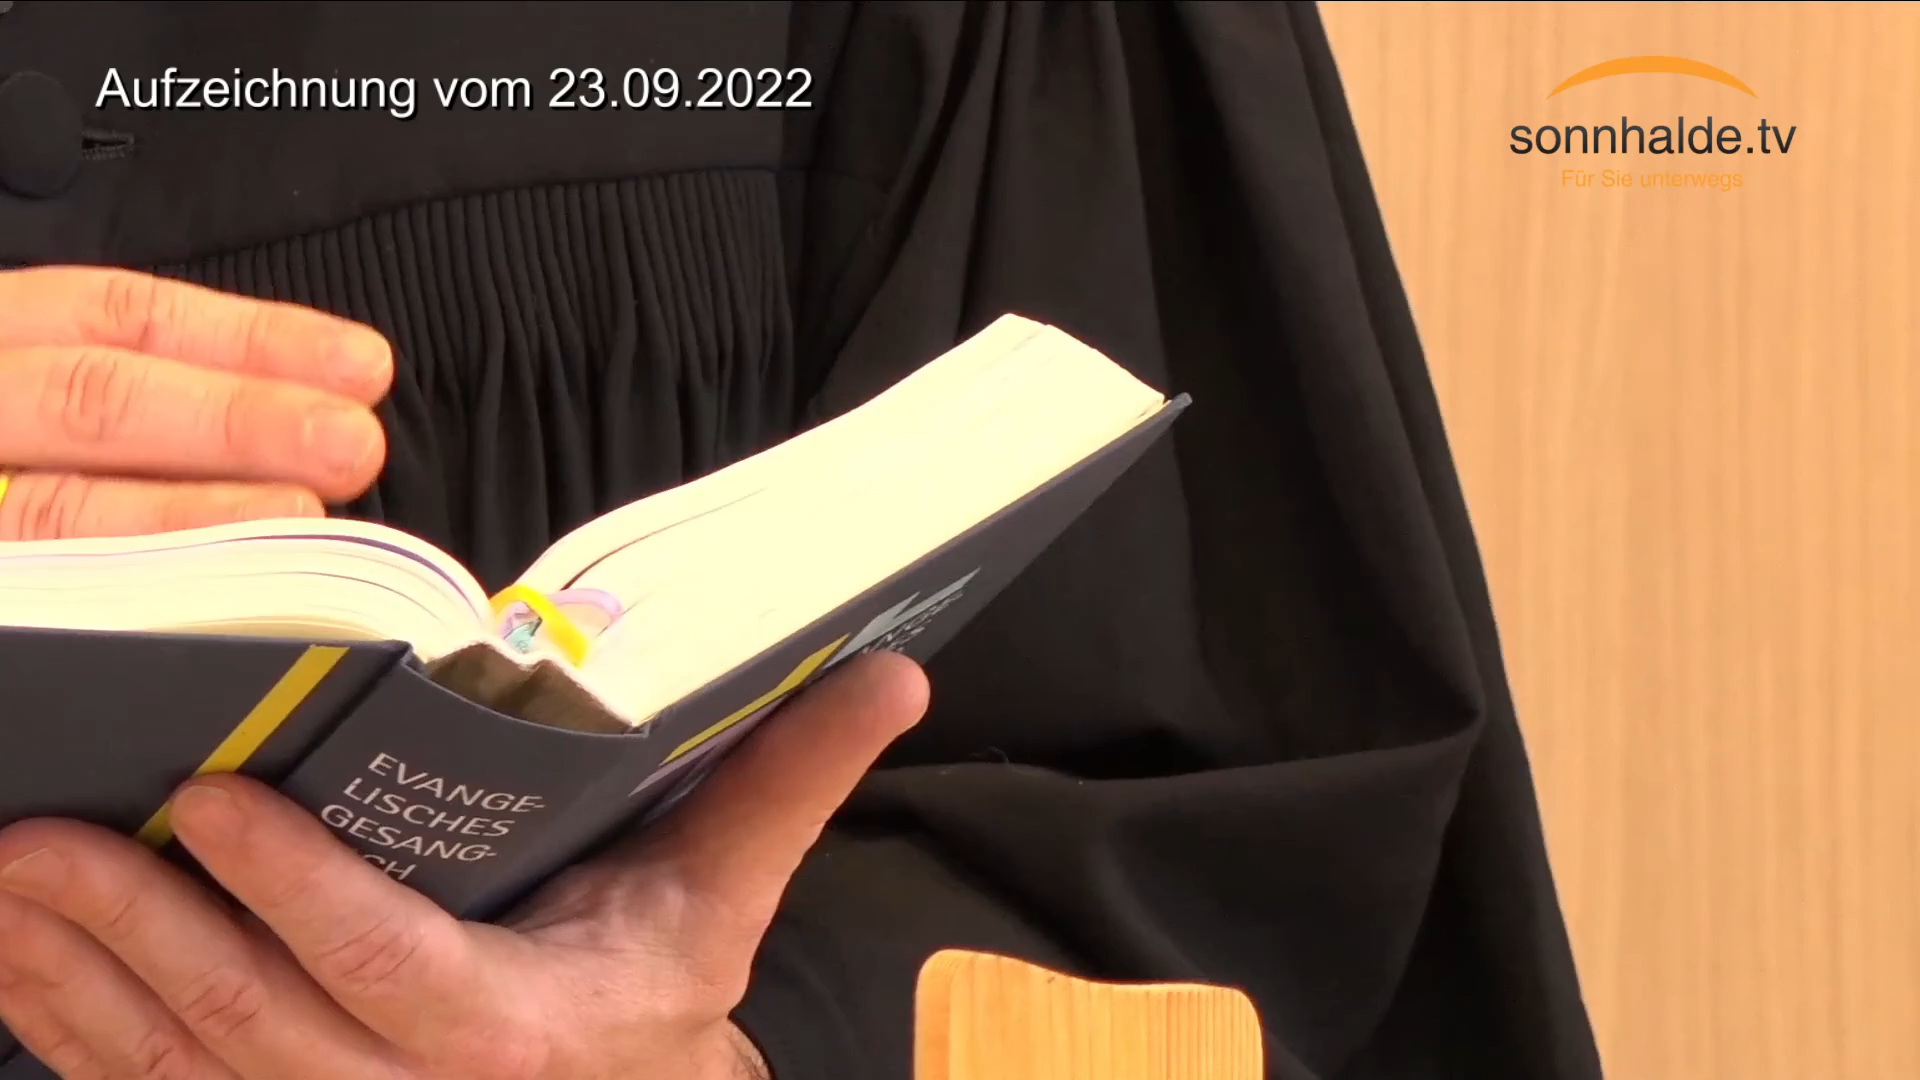 Aufzeichnung vom 23.09.2022
sonnhalde.tv
Für Sie unterwegs
EVANGE-
LISCHES
GESANG-